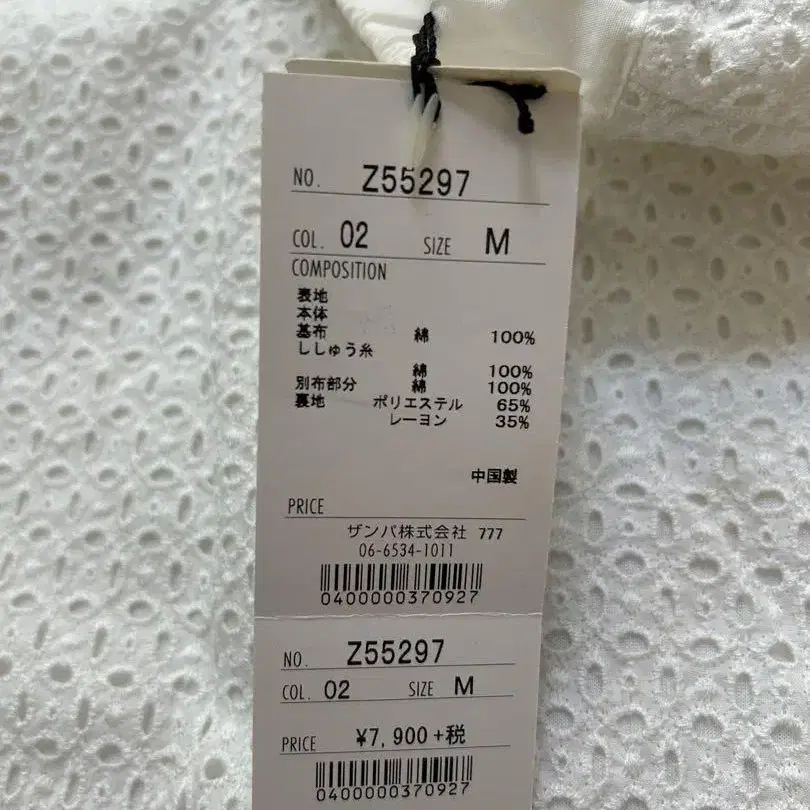 NO. Z55297
COL. 02 SIZE M
COMPOSITION
表地
本体
基布 綿 100%
ししゅう糸
綿 100%
別布部分 綿 100%
裏地 ポリエステル 65%
レーヨン 35%
中国製
PRICE
ザンパ株式会社 777
06-6534-1011
0400000370927
NO. Z55297
COL. 02 SIZE M
PRICE ¥7,900+税
0400000370927